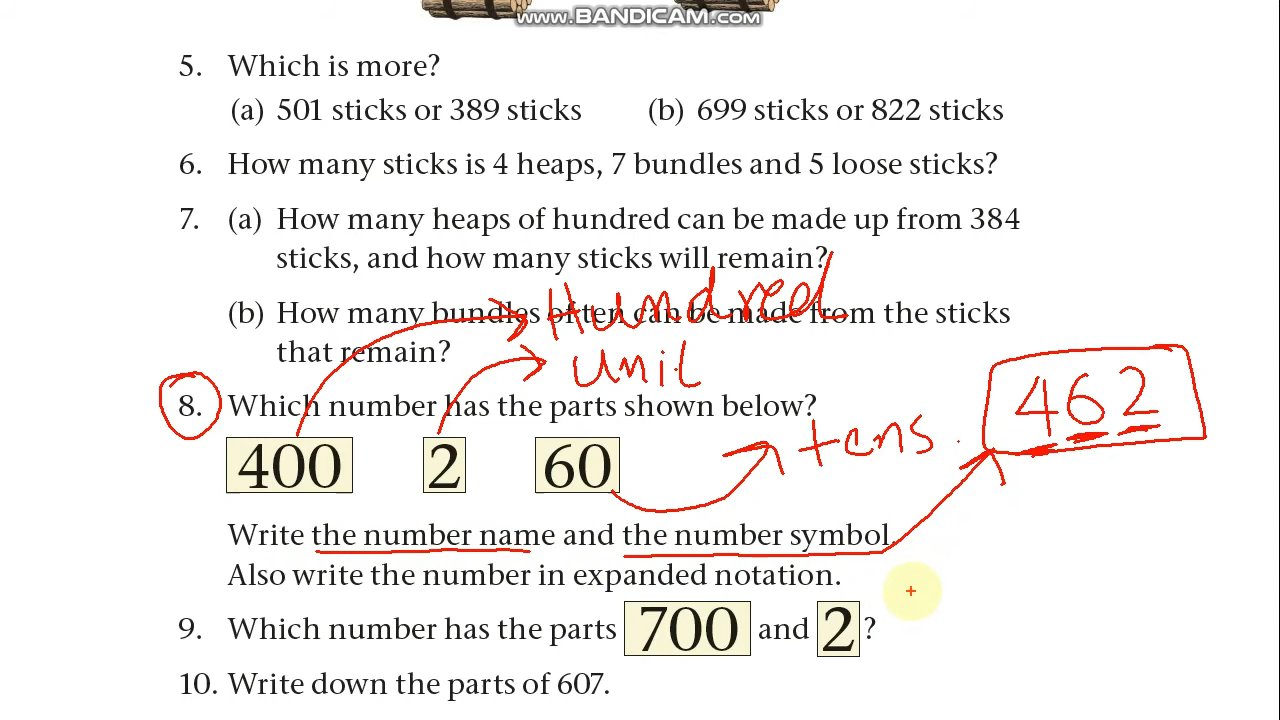 www.BANDICAM.com
5. Which is more?
(a) 501 sticks or 389 sticks (b) 699 sticks or 822 sticks
6. How many sticks is 4 heaps, 7 bundles and 5 loose sticks?
7. (a) How many heaps of hundred can be made up from 384
sticks, and how many sticks will remain?
Hundred
(b) How many bundles of ten can be made from the sticks
that remain?
unit
462
8. Which number has the parts shown below?
tens
400 2 60
Write the number name and the number symbol.
Also write the number in expanded notation.
9. Which number has the parts 700 and 2 ?
10. Write down the parts of 607.